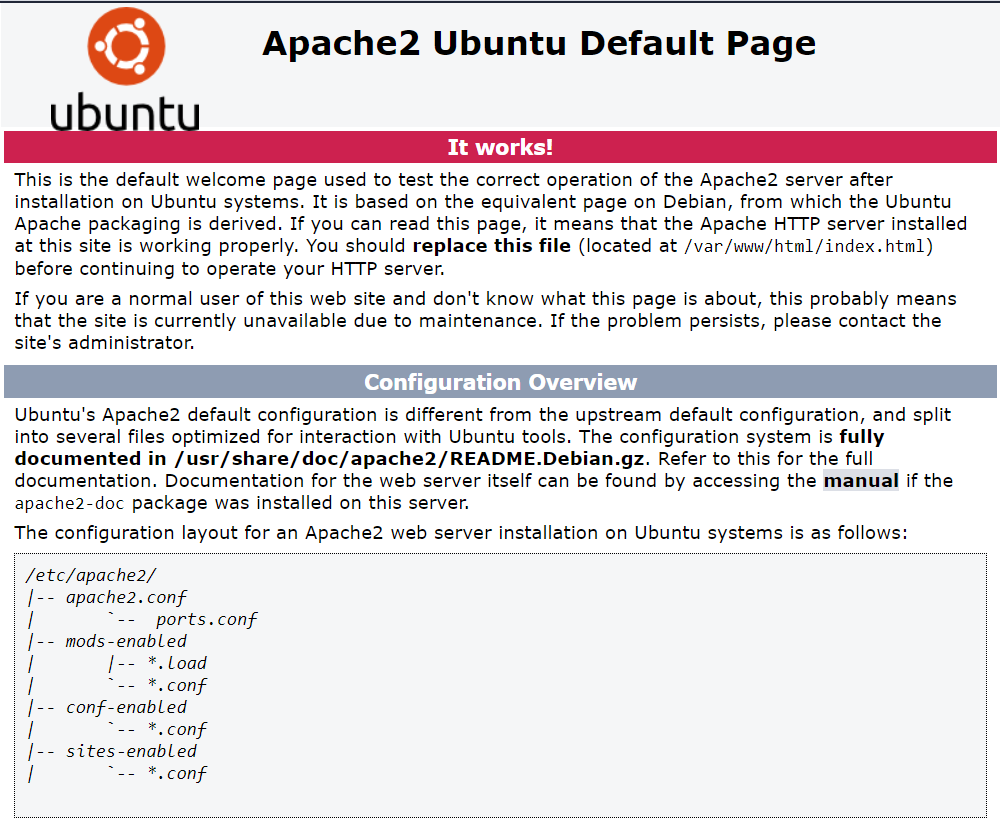 Apache2 Ubuntu Default Page
ubuntu
It works!
This is the default welcome page used to test the correct operation of the Apache2 server after
installation on Ubuntu systems. It is based on the equivalent page on Debian, from which the Ubuntu
Apache packaging is derived. If you can read this page, it means that the Apache HTTP server installed
at this site is working properly. You should replace this file (located at /var/www/html/index.html)
before continuing to operate your HTTP server.
If you are a normal user of this web site and don't know what this page is about, this probably means
that the site is currently unavailable due to maintenance. If the problem persists, please contact the
site's administrator.
Configuration Overview
Ubuntu's Apache2 default configuration is different from the upstream default configuration, and split
into several files optimized for interaction with Ubuntu tools. The configuration system is fully
documented in /usr/share/doc/apache2/README.Debian.gz. Refer to this for the full
documentation. Documentation for the web server itself can be found by accessing the manual if the
apache2-doc package was installed on this server.
The configuration layout for an Apache2 web server installation on Ubuntu systems is as follows:
/etc/apache2/
|-- apache2.conf
|       `--  ports.conf
|-- mods-enabled
|       |-- *.load
|       `-- *.conf
|-- conf-enabled
|       `-- *.conf
|-- sites-enabled
|       `-- *.conf